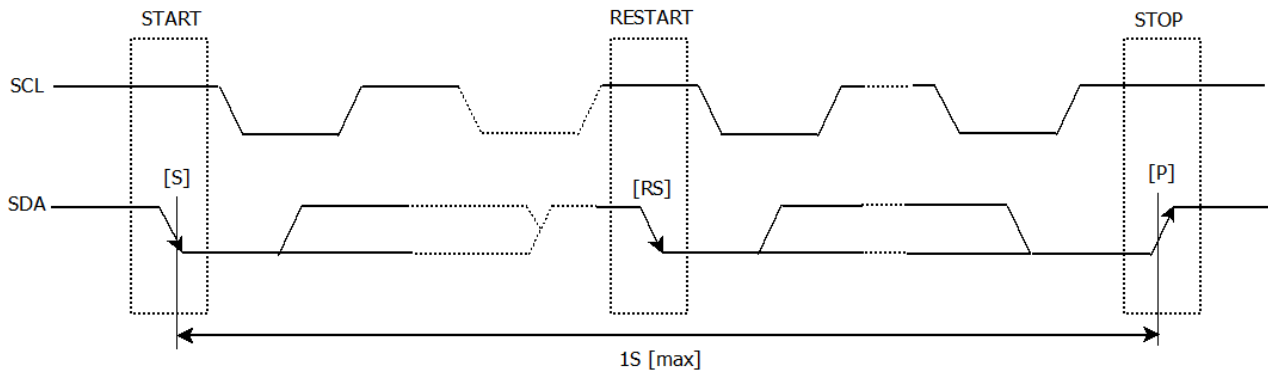 START RESTART STOP
SCL
[S] [RS] [P]
SDA
1S [max]